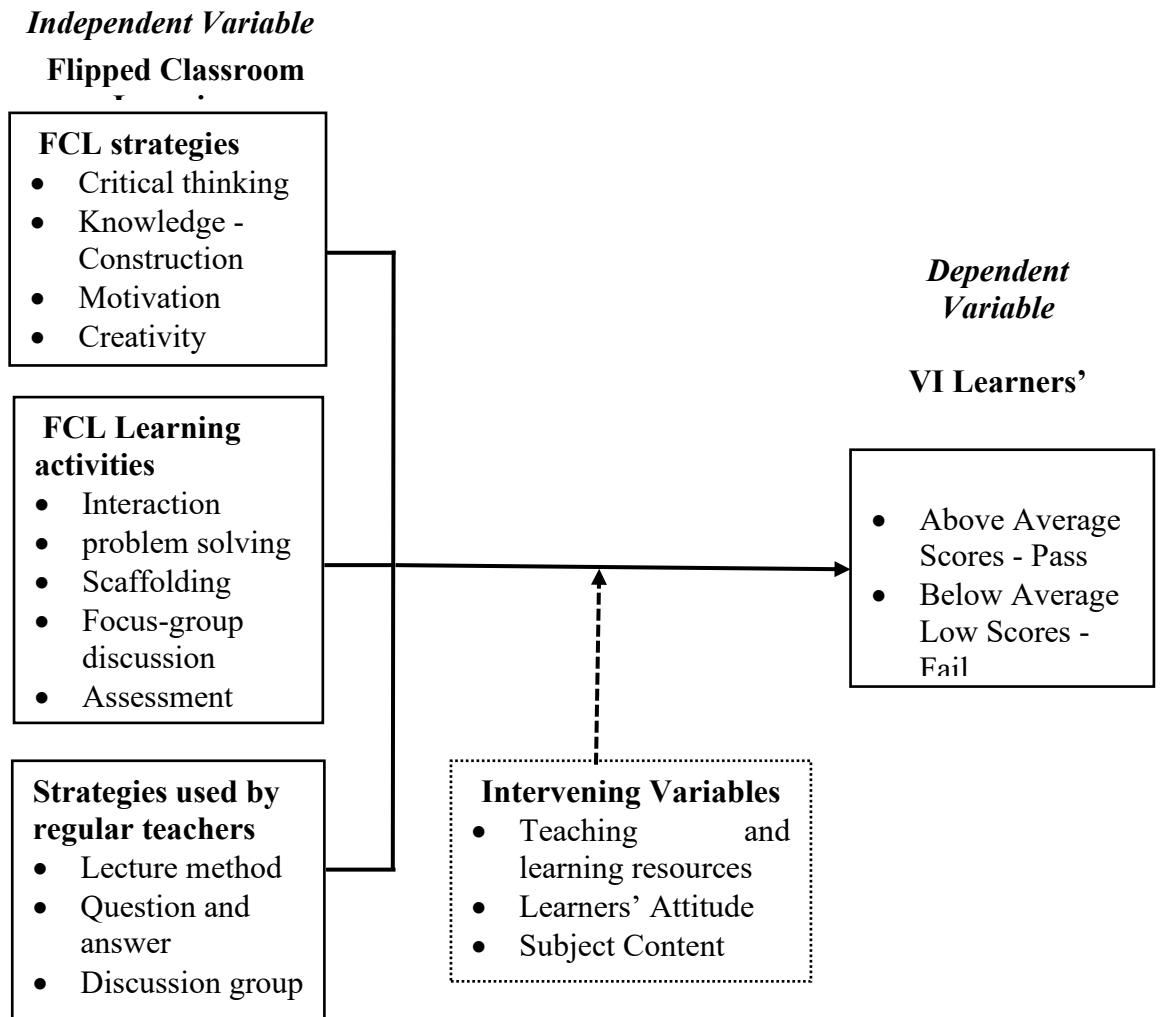 Independent Variable
Flipped Classroom
FCL strategies
• Critical thinking
• Knowledge -
Construction
• Motivation
• Creativity
FCL Learning
activities
• Interaction
• problem solving
• Scaffolding
• Focus-group
discussion
• Assessment
Strategies used by
regular teachers
• Lecture method
• Question and
answer
• Discussion group
Intervening Variables
• Teaching and
learning resources
• Learners’ Attitude
• Subject Content
Dependent
Variable
VI Learners’
• Above Average
Scores - Pass
• Below Average
Low Scores -
Fail